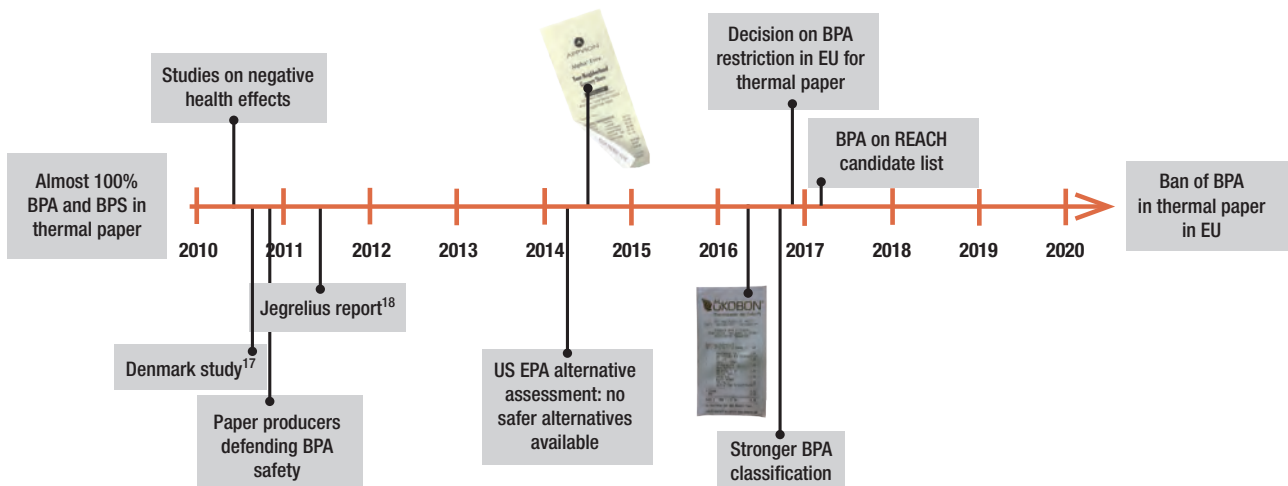 Studies on negative
health effects
APPVION
Decision on BPA
restriction in EU for
thermal paper
BPA on REACH
candidate list
Almost 100%
BPA and BPS in
thermal paper
Ban of BPA
in thermal paper
in EU
2010
2011
2012
2013
2014
2015
2016
2017
2018
2019
2020
Jegrelius report18
ÖKOBON
Denmark study17
US EPA alternative
assessment: no
safer alternatives
available
Paper producers
defending BPA
safety
Stronger BPA
classification